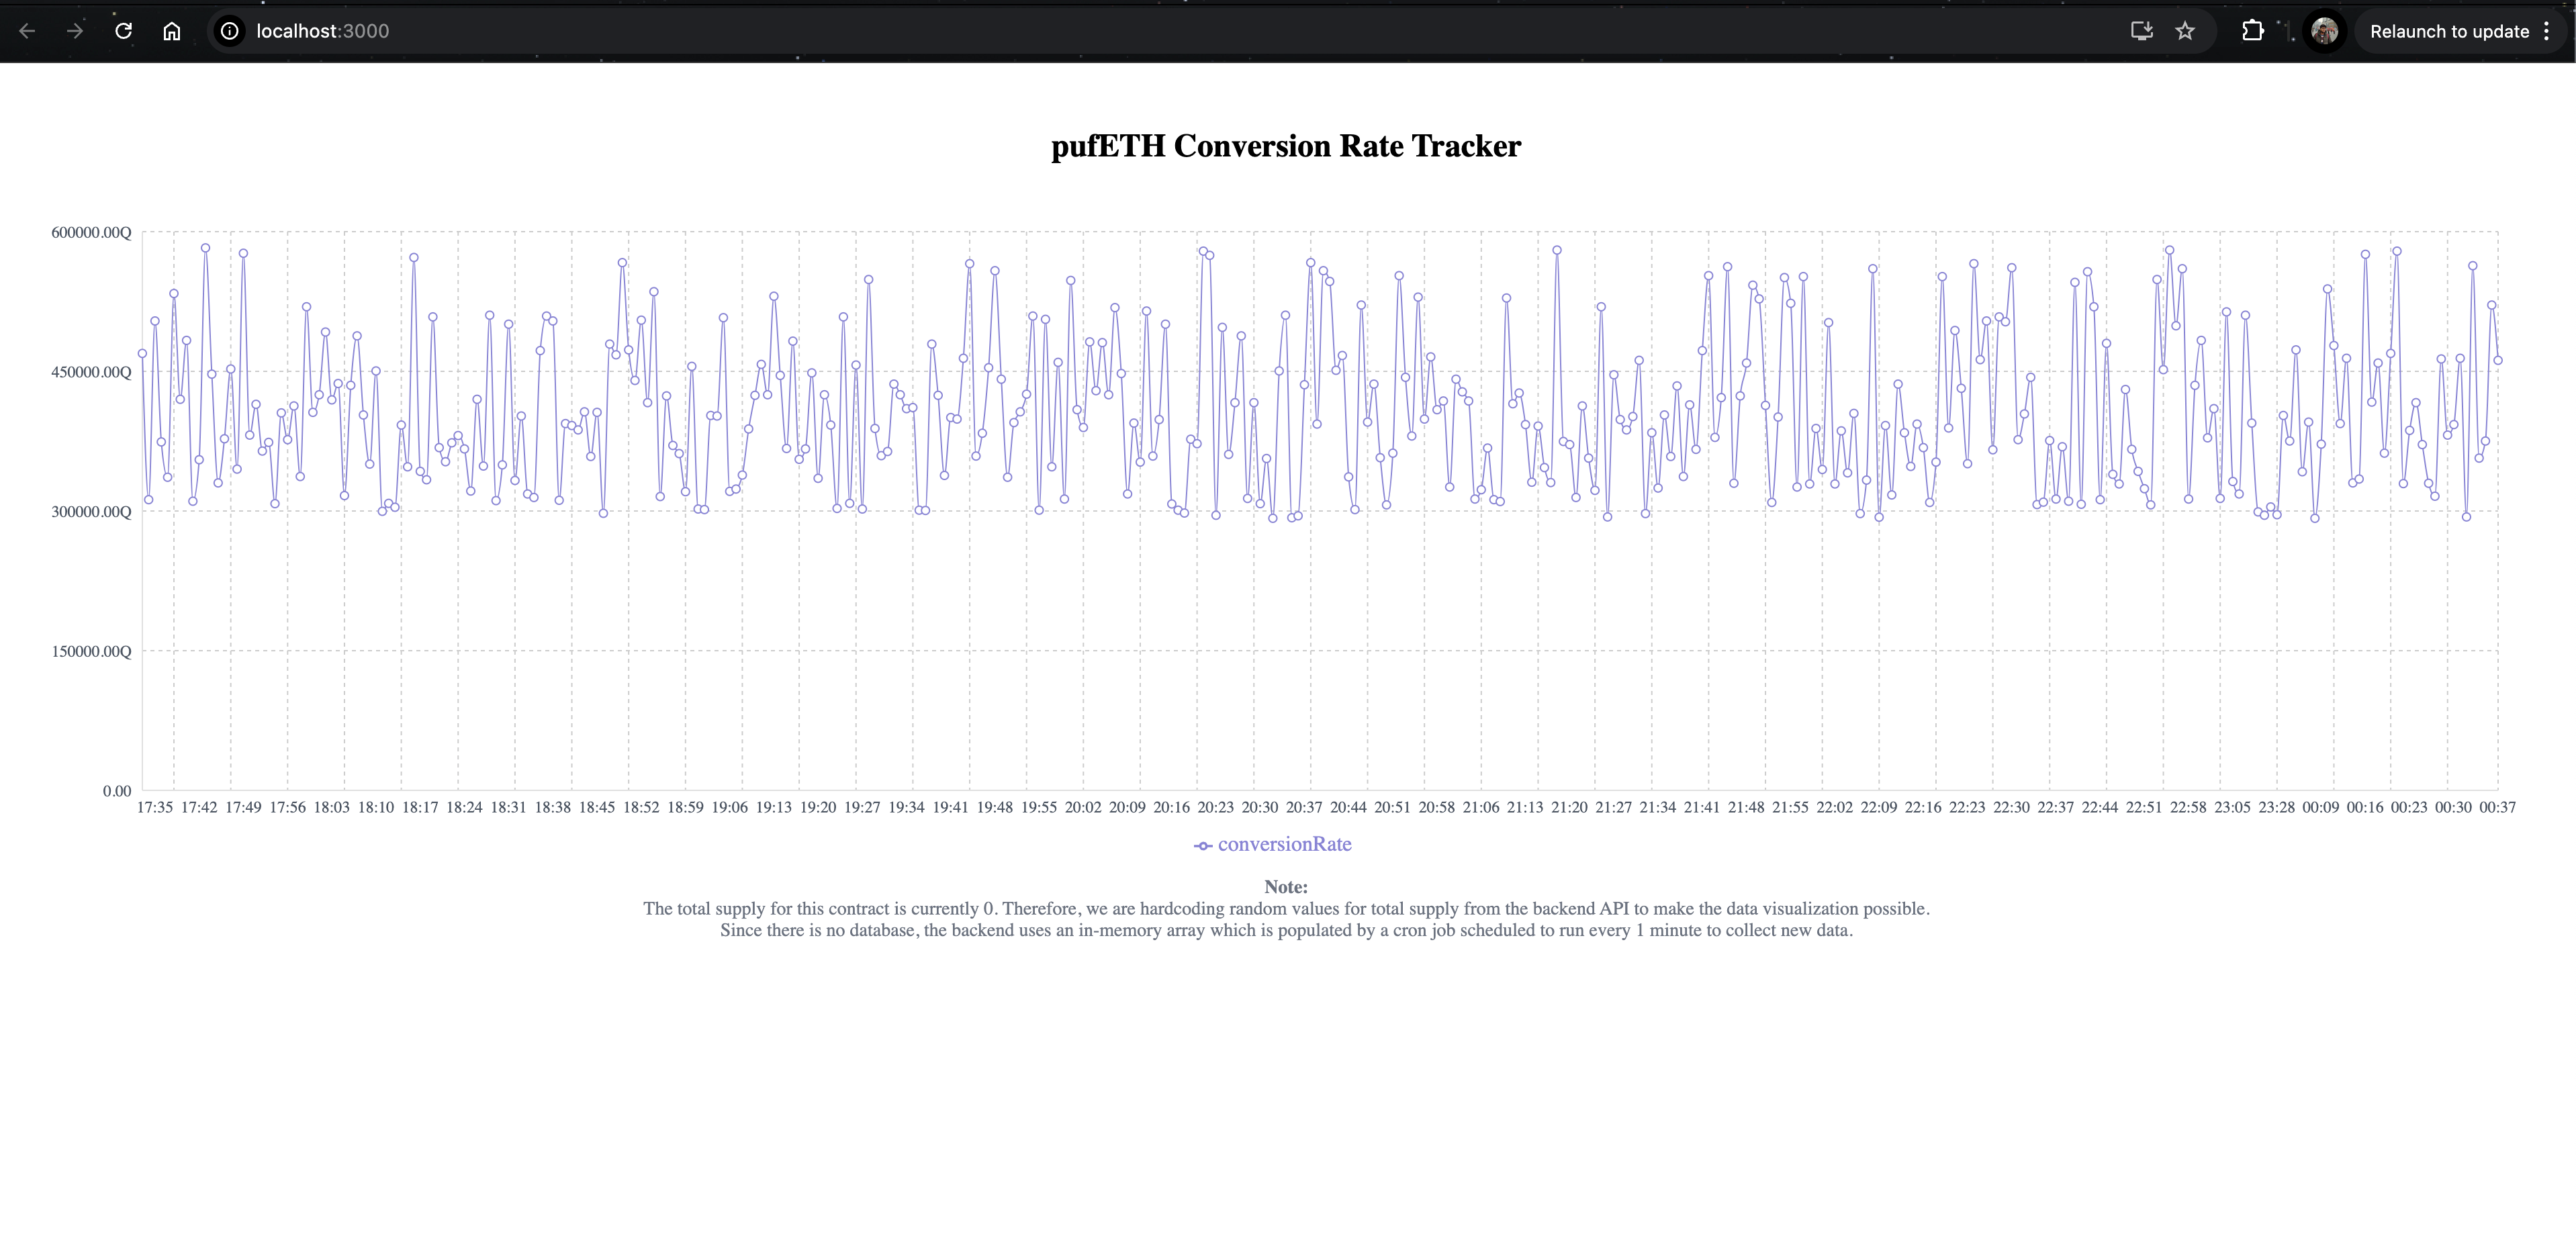 localhost:3000
Relaunch to update
pufETH Conversion Rate Tracker
600000.00Q
450000.00Q
300000.00Q
150000.00Q
0.00
17:35 17:42 17:49 17:56 18:03 18:10 18:17 18:24 18:31 18:38 18:45 18:52 18:59 19:06 19:13 19:20 19:27 19:34 19:41 19:48 19:55 20:02 20:09 20:16 20:23 20:30 20:37 20:44 20:51 20:58 21:06 21:13 21:20 21:27 21:34 21:41 21:48 21:55 22:02 22:09 22:16 22:23 22:30 22:37 22:44 22:51 22:58 23:05 23:28 00:09 00:16 00:23 00:30 00:37
conversionRate
Note:
The total supply for this contract is currently 0. Therefore, we are hardcoding random values for total supply from the backend API to make the data visualization possible.
Since there is no database, the backend uses an in-memory array which is populated by a cron job scheduled to run every 1 minute to collect new data.